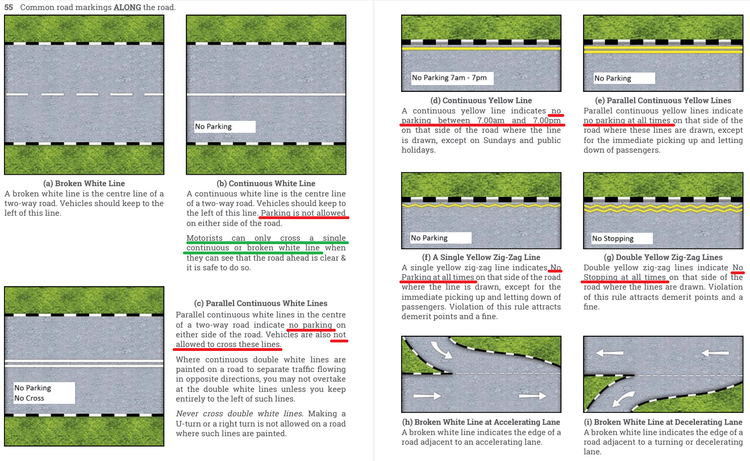 55 Common road markings ALONG the road.
No Parking
(a) Broken White Line
A broken white line is the centre line of a
two-way road. Vehicles should keep to the
left of this line.
(b) Continuous White Line
A continuous white line is the centre line
of a two-way road. Vehicles should keep to
the left of this line. Parking is not allowed
on either side of the road.
Motorists can only cross a single
continuous or broken white line when
they can see that the road ahead is clear &
it is safe to do so.
No Parking
No Cross
(c) Parallel Continuous White Lines
Parallel continuous white lines in the centre
of a two-way road indicate no parking on
either side of the road. Vehicles are also not
allowed to cross these lines.
Where continuous double white lines are
painted on a road to separate traffic flowing
in opposite directions, you may not overtake
at the double white lines unless you keep
entirely to the left of such lines.
Never cross double white lines. Making a
U-turn or a right turn is not allowed on a road
where such lines are painted.
No Parking 7am - 7pm
(d) Continuous Yellow Line
A continuous yellow line indicates no
parking between 7.00am and 7.00pm
on that side of the road where the line
is drawn, except on Sundays and public
holidays.
No Parking
(e) Parallel Continuous Yellow Lines
Parallel continuous yellow lines indicate
no parking at all times on that side of the
road where these lines are drawn, except
for the immediate picking up and letting
down of passengers.
No Parking
(f) A Single Yellow Zig-Zag Line
A single yellow zig-zag line indicates No
Parking at all times on that side of the road
where the line is drawn, except for the
immediate picking up and letting down of
passengers. Violation of this rule attracts
demerit points and a fine.
No Stopping
(g) Double Yellow Zig-Zag Lines
Double yellow zig-zag lines indicate No
Stopping at all times on that side of the
road where the lines are drawn. Violation
of this rule attracts demerit points and a
fine.
(h) Broken White Line at Accelerating Lane
A broken white line indicates the edge of a
road adjacent to an accelerating lane.
(i) Broken White Line at Decelerating Lane
A broken white line indicates the edge of a
road adjacent to a turning or decelerating
lane.